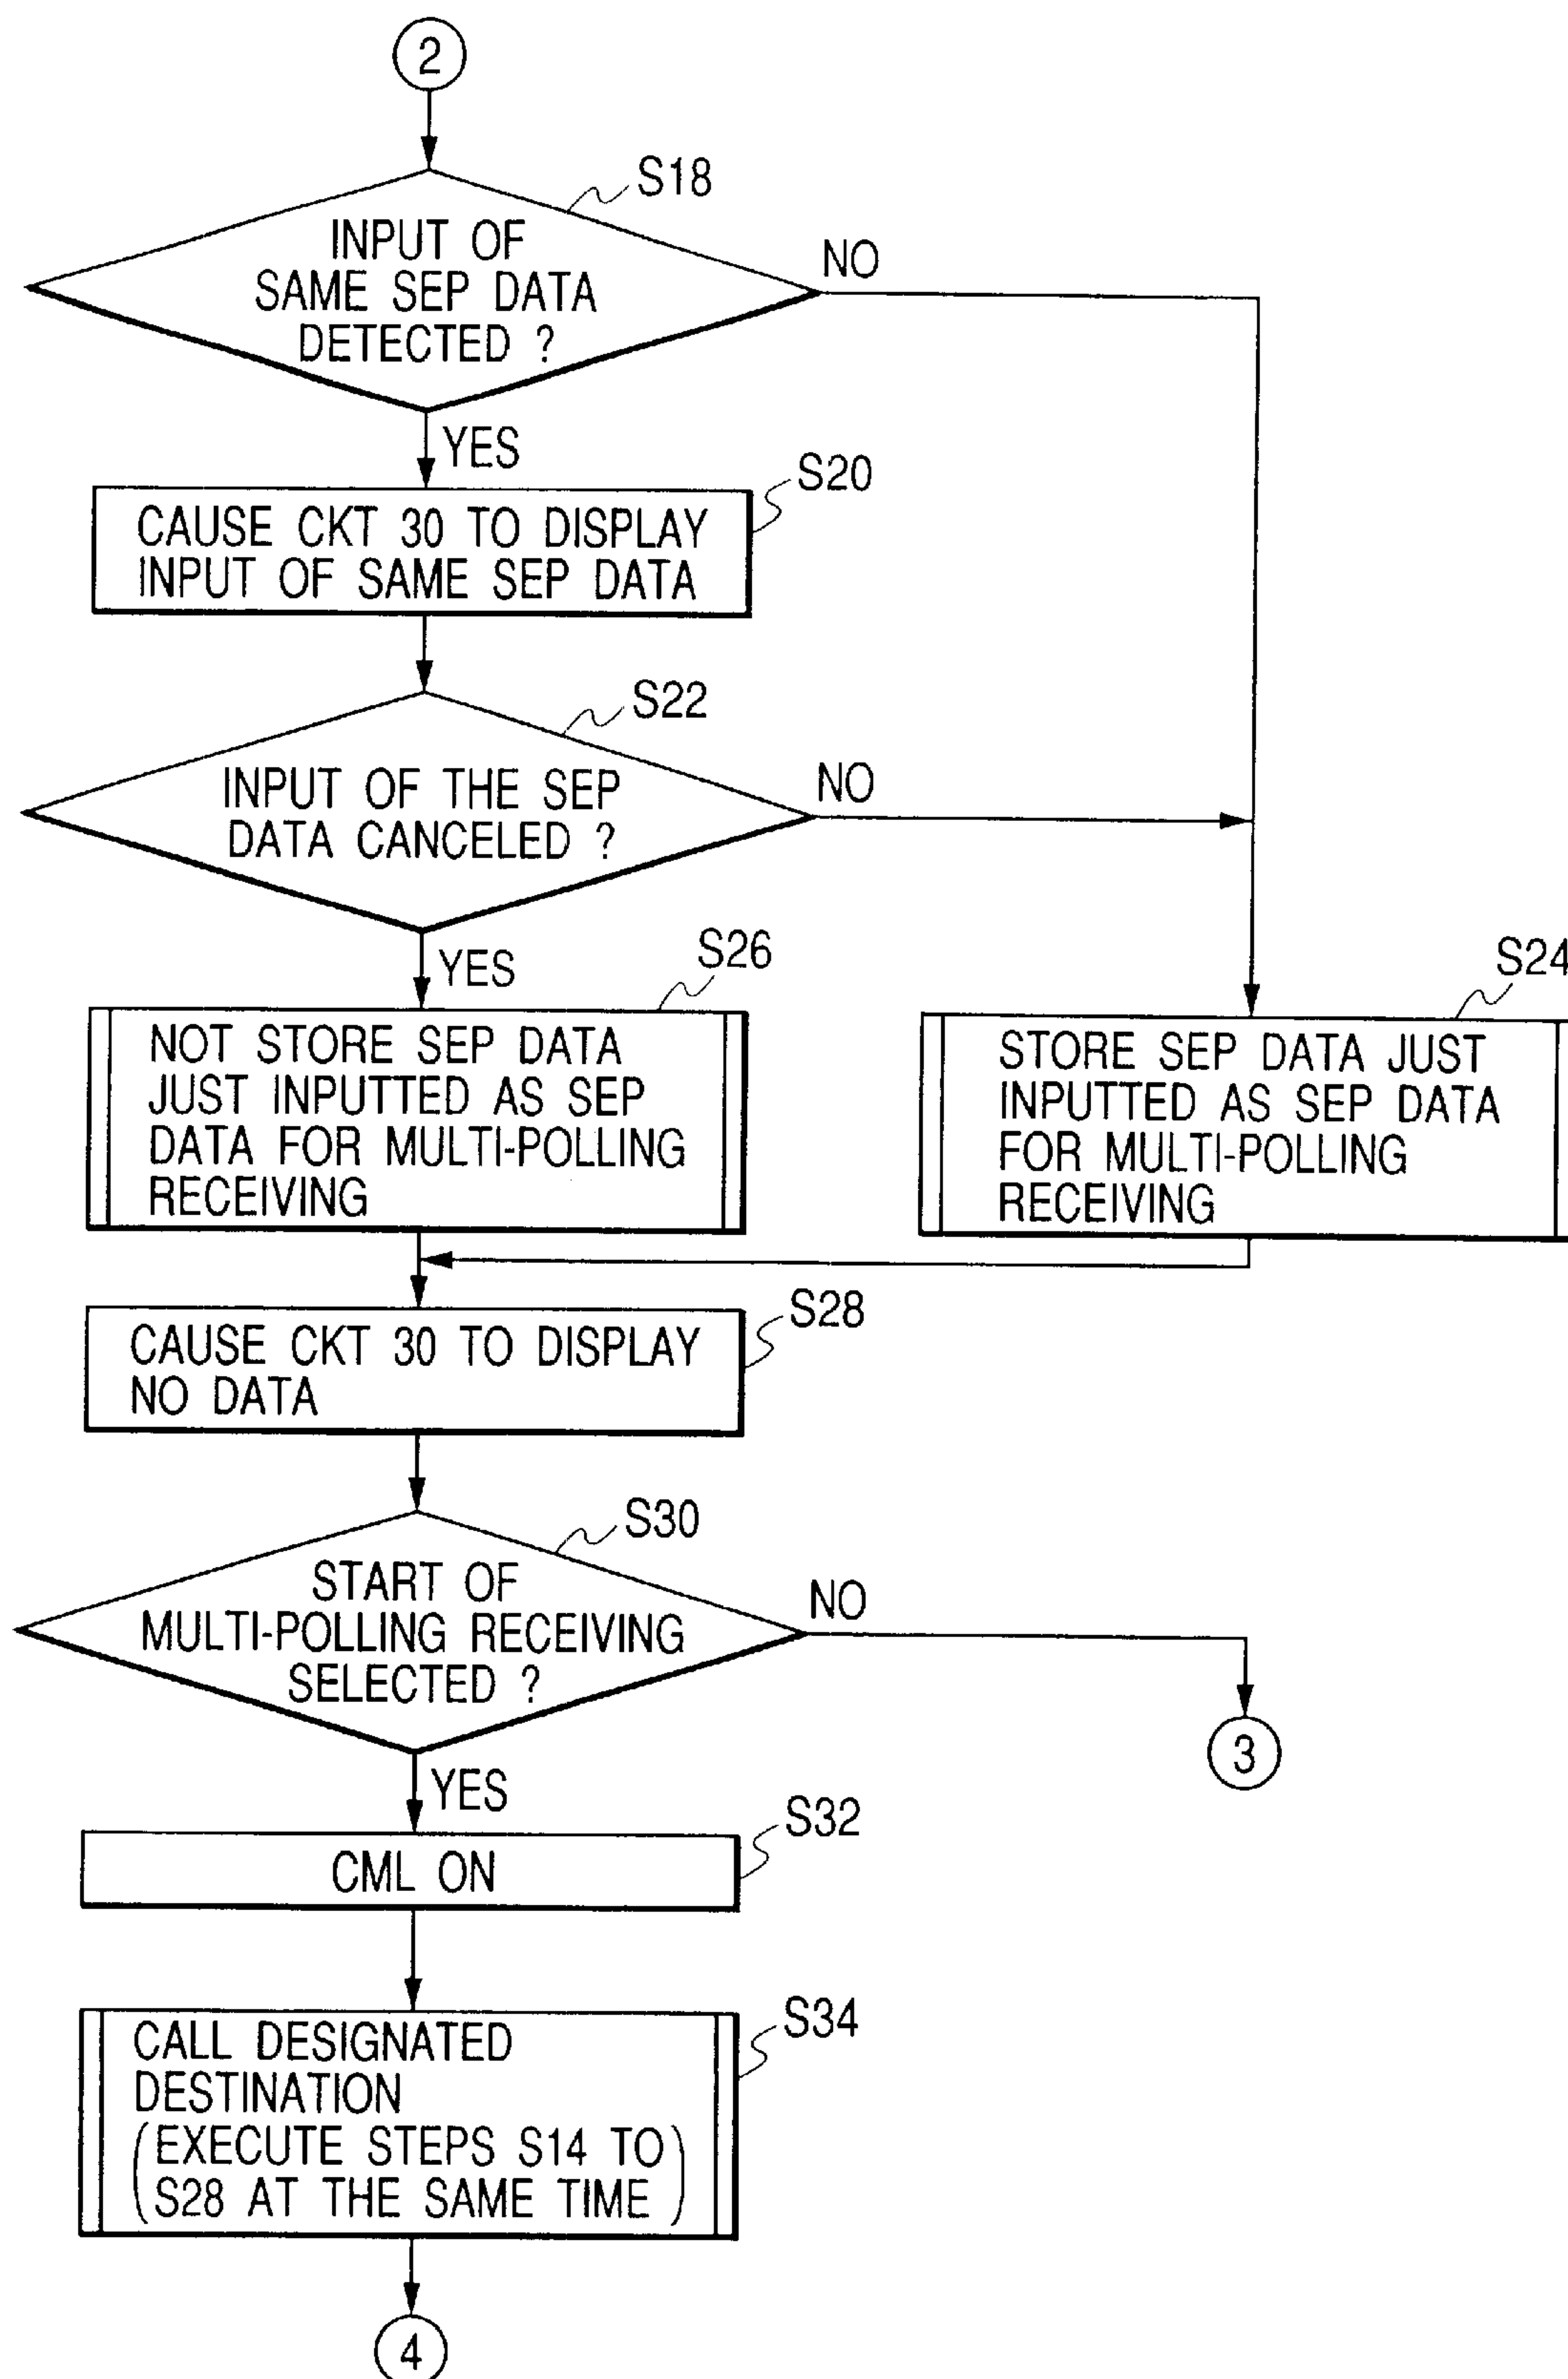 2
S18
INPUT OF
SAME SEP DATA
DETECTED ?
NO
YES
S20
CAUSE CKT 30 TO DISPLAY
INPUT OF SAME SEP DATA
S22
INPUT OF THE SEP
DATA CANCELED ?
NO
YES
S26
NOT STORE SEP DATA
JUST INPUTTED AS SEP
DATA FOR MULTI-POLLING
RECEIVING
S24
STORE SEP DATA JUST
INPUTTED AS SEP DATA
FOR MULTI-POLLING
RECEIVING
S28
CAUSE CKT 30 TO DISPLAY
NO DATA
S30
START OF
MULTI-POLLING RECEIVING
SELECTED ?
NO
3
YES
S32
CML ON
S34
CALL DESIGNATED
DESTINATION
(EXECUTE STEPS S14 TO
S28 AT THE SAME TIME)
4